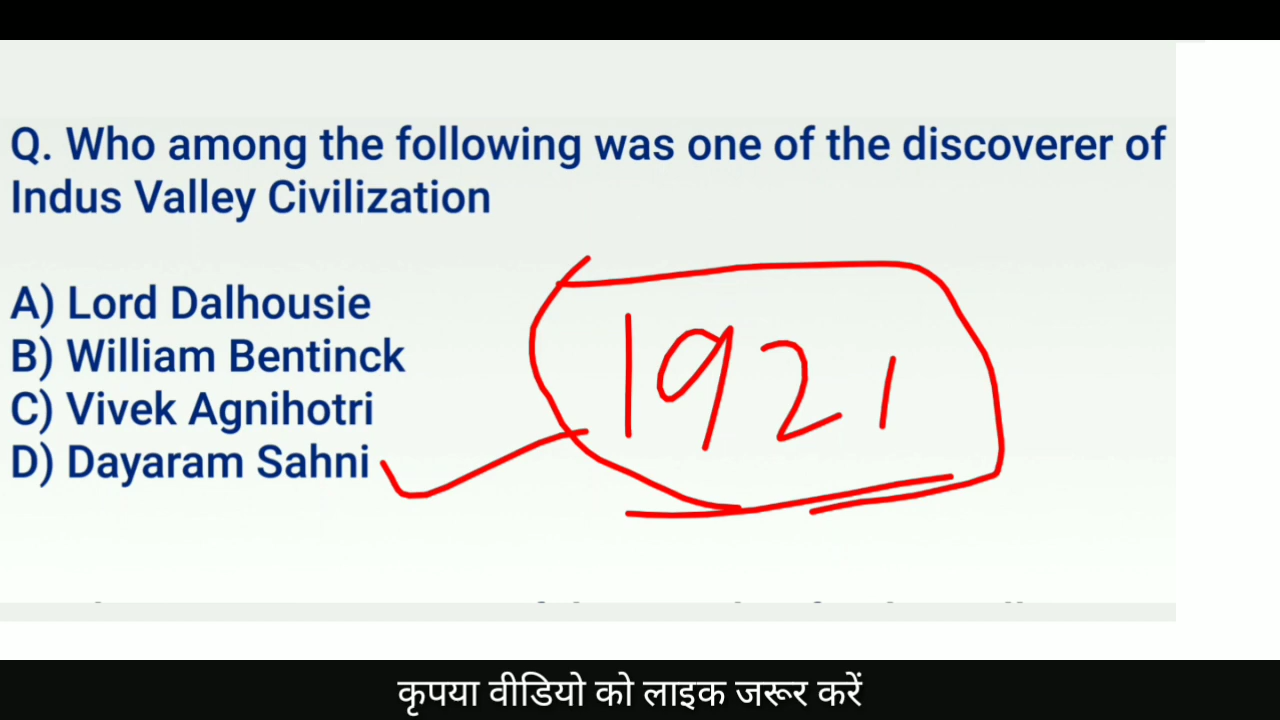 Q. Who among the following was one of the discoverer of
Indus Valley Civilization
A) Lord Dalhousie
B) William Bentinck
C) Vivek Agnihotri
D) Dayaram Sahni
1921
कृपया वीडियो को लाइक जरूर करें